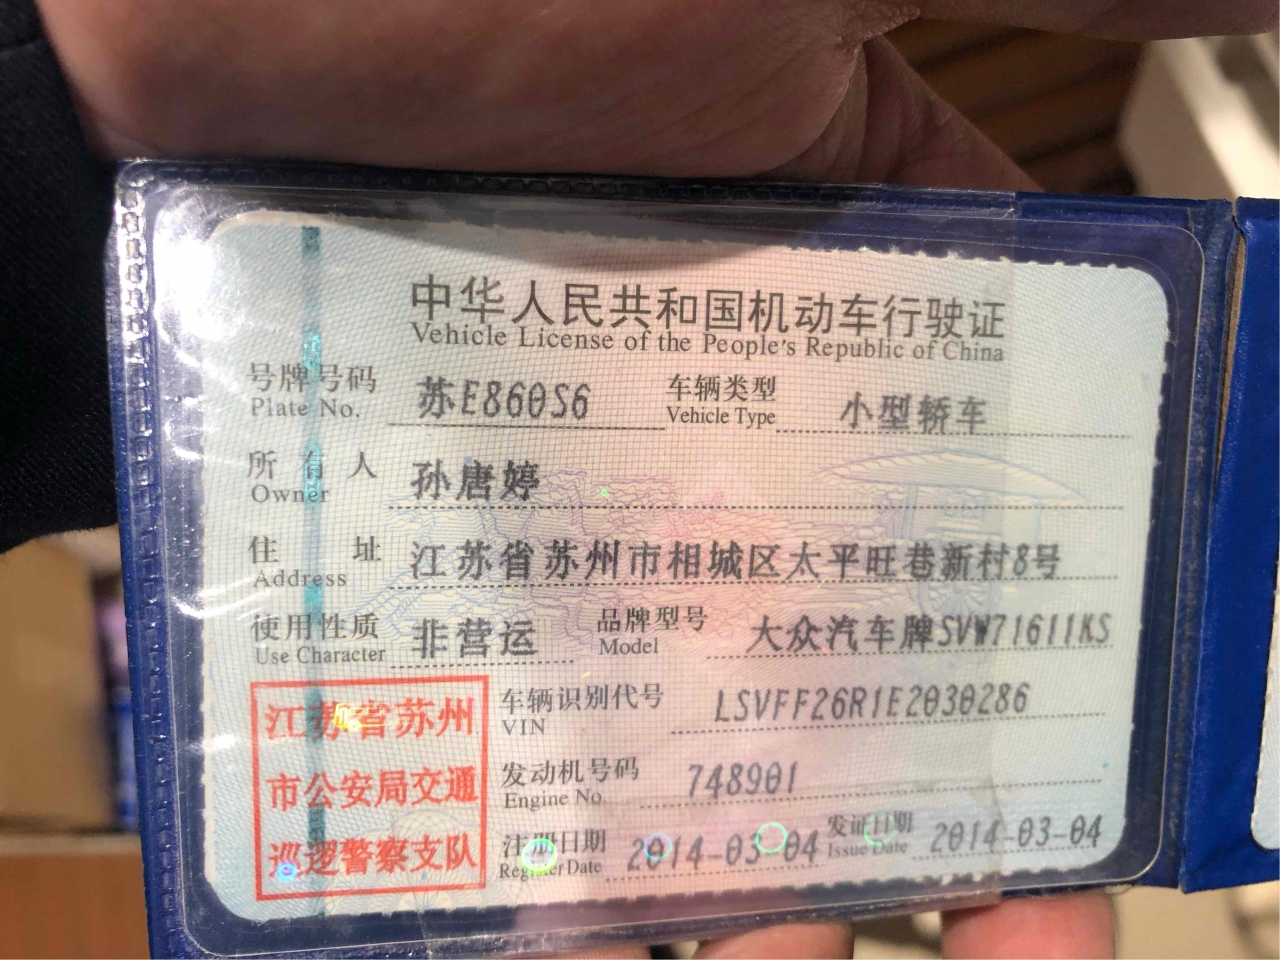 中华人民共和国机动车行驶证
Vehicle License of the People's Republic of China
号牌号码 苏E860S6 车辆类型 小型轿车
Plate No. Vehicle Type
所有人 孙唐婷
Owner
住址 江苏省苏州市相城区太平旺巷新村8号
Address
使用性质 非营运 品牌型号 大众汽车牌SVW71611KS
Use Character Model
江苏省苏州
市公安局交通
巡逻警察支队
车辆识别代号 LSVFF26R1E2030286
VIN
发动机号码 748901
Engine No.
注册日期 2014-03-04 发证日期 2014-03-04
Register Date Issue Date